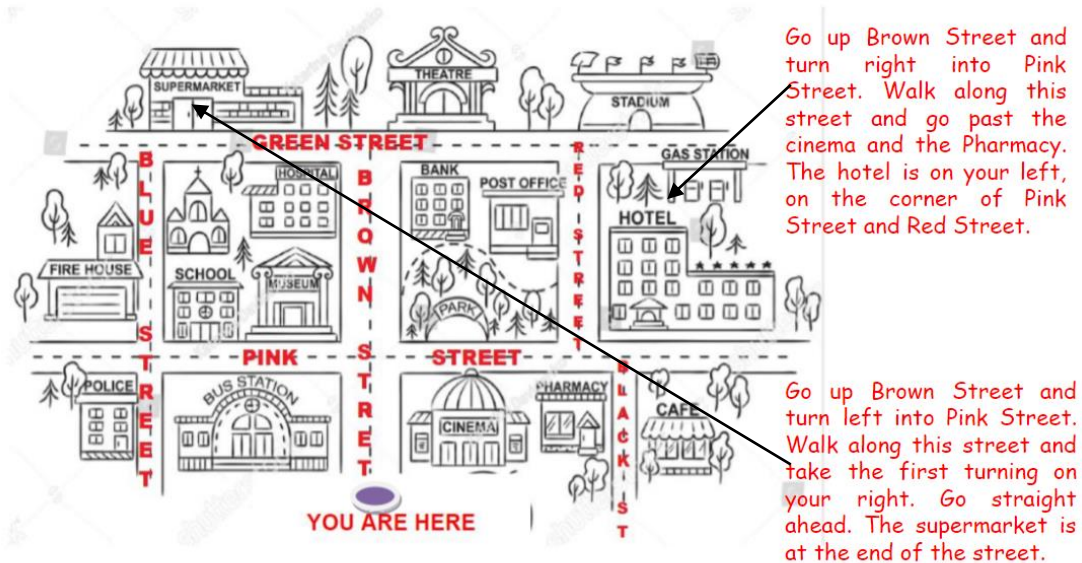 SUPERMARKET
THEATRE
STADIUM
GREEN STREET
BLUE STREET
BROWN STREET
RED STREET
GAS STATION
HOSPITAL
BANK
POST OFFICE
HOTEL
FIRE HOUSE
SCHOOL
MUSEUM
PARK
PINK STREET
BLACK ST
POLICE
BUS STATION
CINEMA
PHARMACY
CAFE
YOU ARE HERE
Go up Brown Street and
turn right into Pink
Street. Walk along this
street and go past the
cinema and the Pharmacy.
The hotel is on your left,
on the corner of Pink
Street and Red Street.
Go up Brown Street and
turn left into Pink Street.
Walk along this street and
take the first turning on
your right. Go straight
ahead. The supermarket is
at the end of the street.